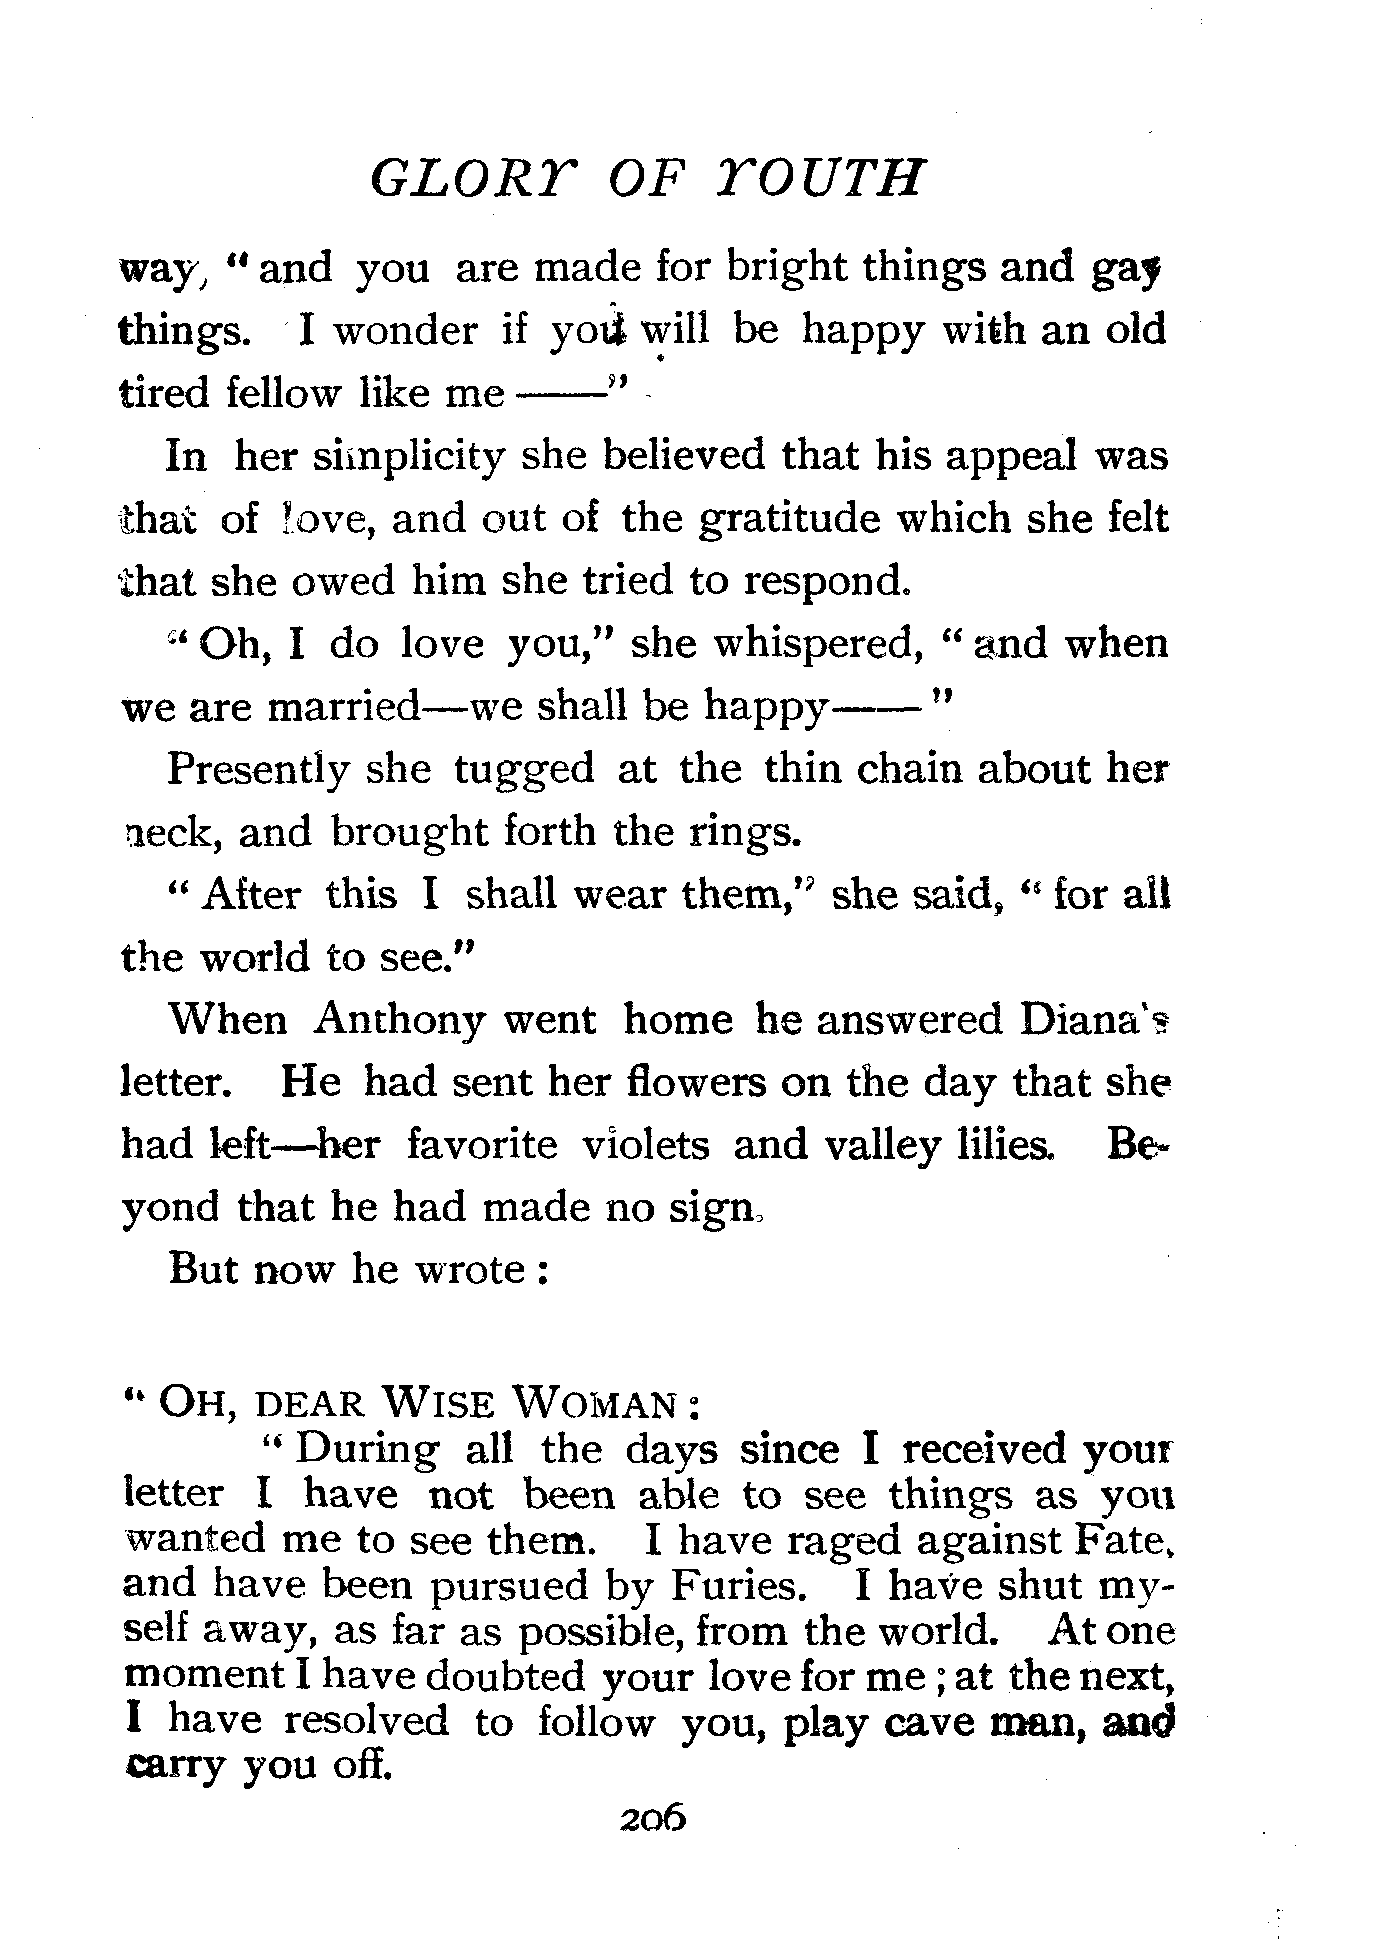 GLORY OF YOUTH
way, “ and you are made for bright things and gay
things. I wonder if you will be happy with an old
tired fellow like me ——”
In her simplicity she believed that his appeal was
that of love, and out of the gratitude which she felt
that she owed him she tried to respond.
“ Oh, I do love you,” she whispered, “ and when
we are married—we shall be happy—— ”
Presently she tugged at the thin chain about her
neck, and brought forth the rings.
“ After this I shall wear them,” she said, “ for all
the world to see.”
When Anthony went home he answered Diana's
letter. He had sent her flowers on the day that she
had left—her favorite violets and valley lilies. Be-
yond that he had made no sign.
But now he wrote :
“ OH, DEAR WISE WOMAN :
“ During all the days since I received your
letter I have not been able to see things as you
wanted me to see them. I have raged against Fate,
and have been pursued by Furies. I have shut my-
self away, as far as possible, from the world. At one
moment I have doubted your love for me ; at the next,
I have resolved to follow you, play cave man, and
carry you off.
206